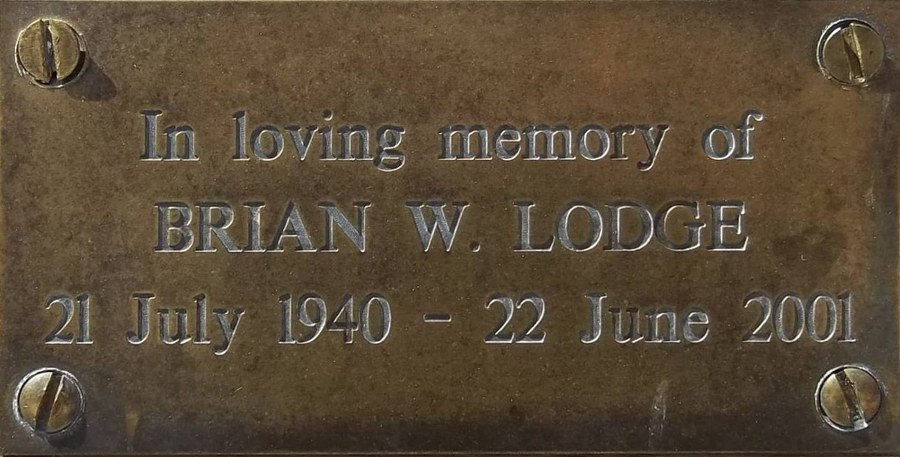 In loving memory of
BRIAN W. LODGE
21 July 1940 - 22 June 2001